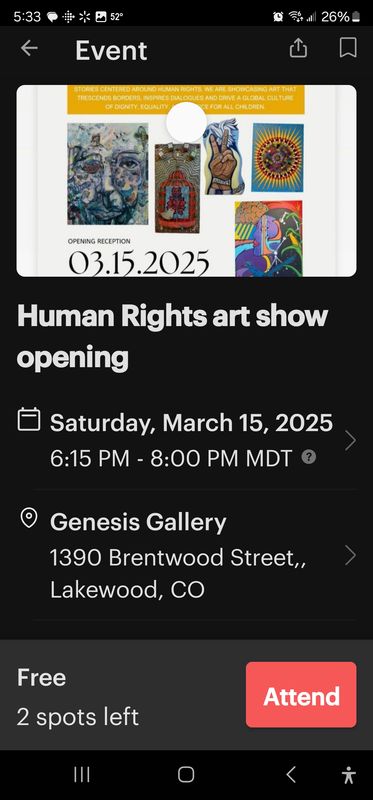 5:33
52°
26%
Event
STORIES CENTERED AROUND HUMAN RIGHTS, WE ARE SHOWCASING ART THAT
TRESCENDS BORDERS, INSPIRES DIALOGUES AND DRIVE A GLOBAL CULTURE
OF DIGNITY, EQUALITY, CE FOR ALL CHILDREN.
OPENING RECEPTION
03.15.2025
Human Rights art show
opening
Saturday, March 15, 2025
6:15 PM - 8:00 PM MDT ?
Genesis Gallery
1390 Brentwood Street,,
Lakewood, CO
Free
2 spots left
Attend